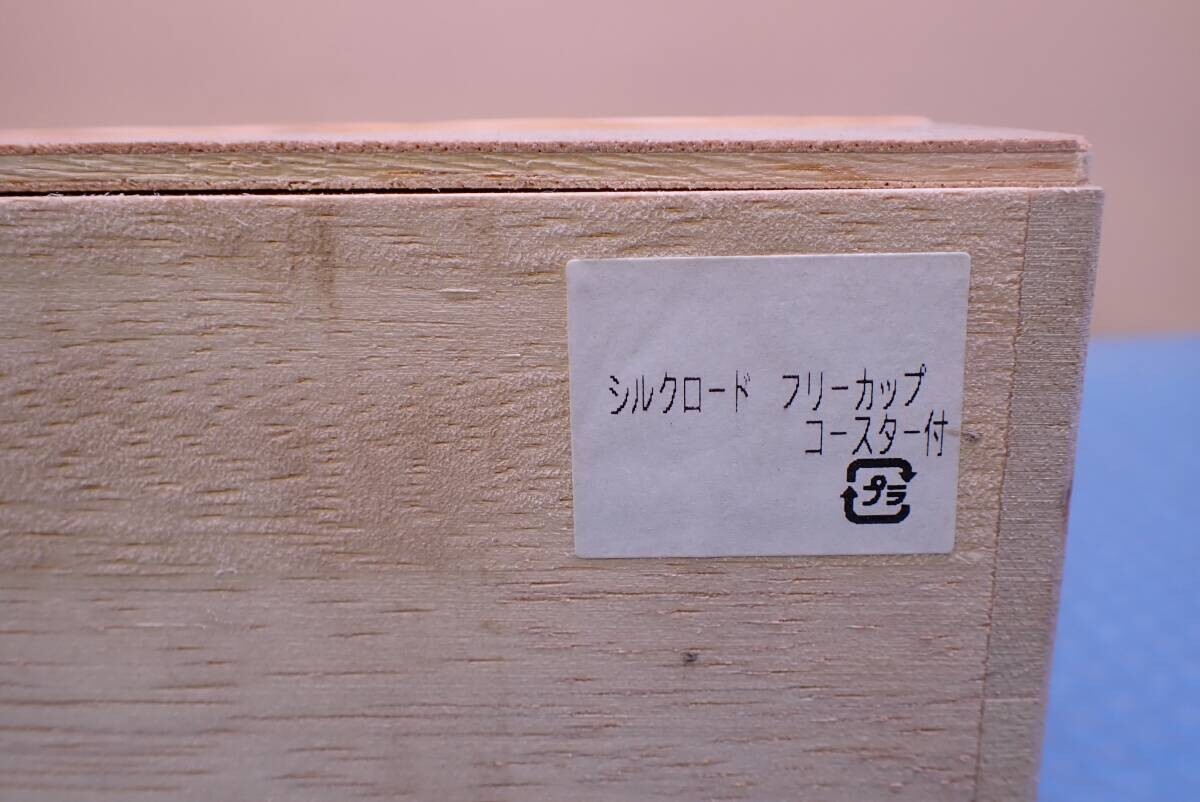 シルクロード　フリーカップ
コースター付
プラ